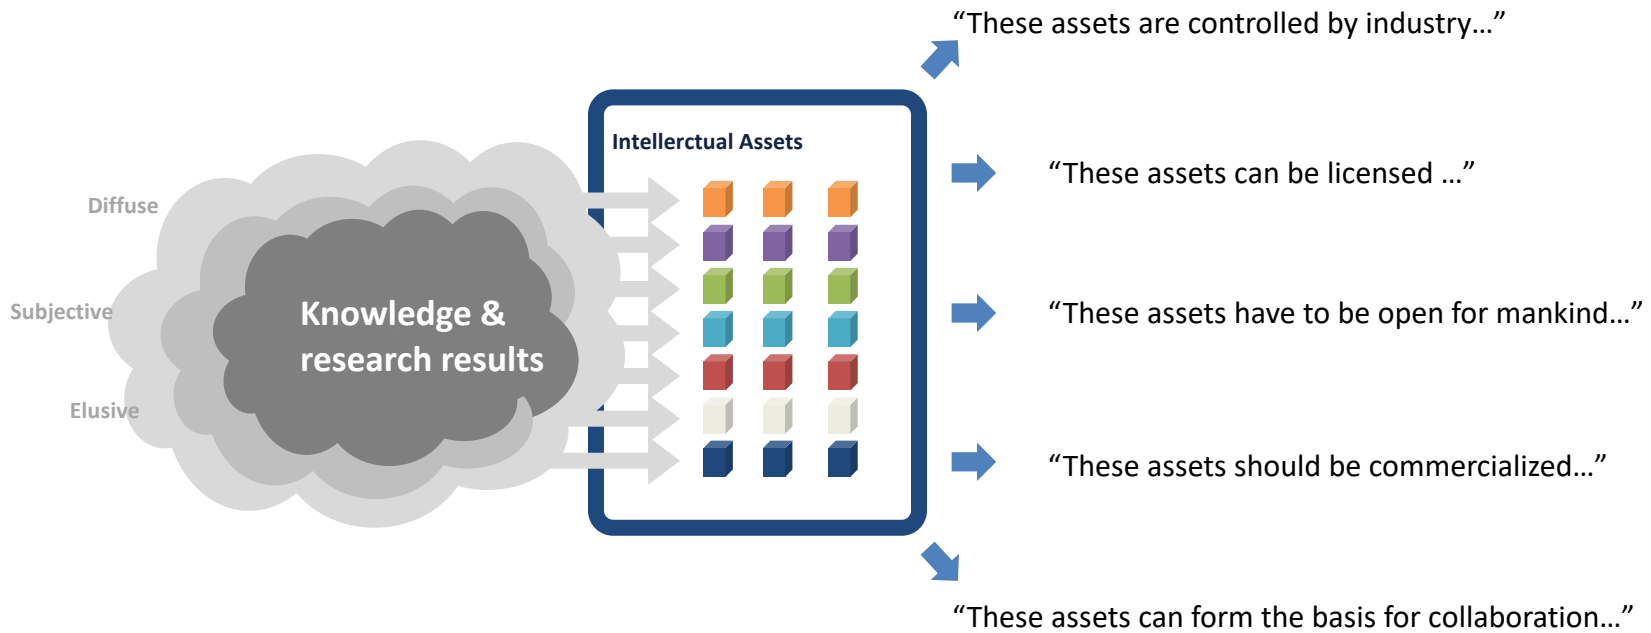 “These assets are controlled by industry…”
Intellerctual Assets
“These assets can be licensed …”
Diffuse
Subjective
Elusive
Knowledge &
research results
“These assets have to be open for mankind…”
“These assets should be commercialized…”
“These assets can form the basis for collaboration…”